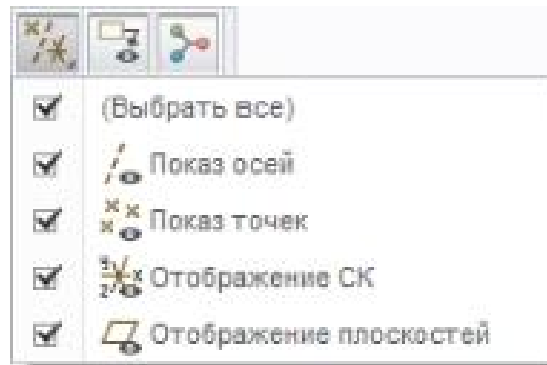 (Выбрать все)
Показ осей
Показ точек
Отображение СК
Отображение плоскостей